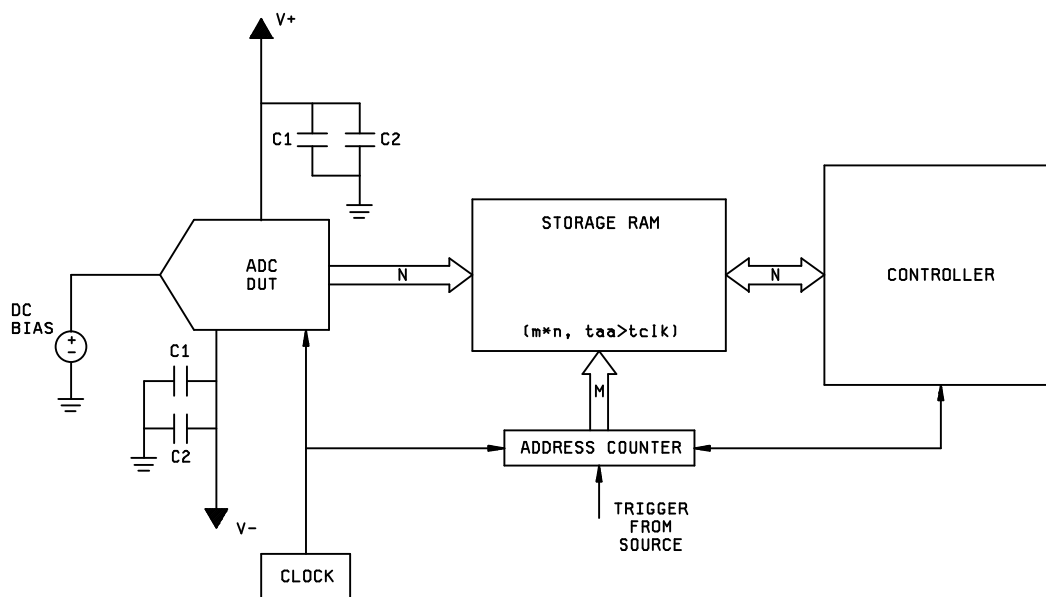 V+
C1
C2
STORAGE RAM
ADC
DUT
N
N
CONTROLLER
DC
BIAS
+
-
(m*n, taa>tclk)
C1
M
C2
ADDRESS COUNTER
TRIGGER
FROM
SOURCE
V-
CLOCK